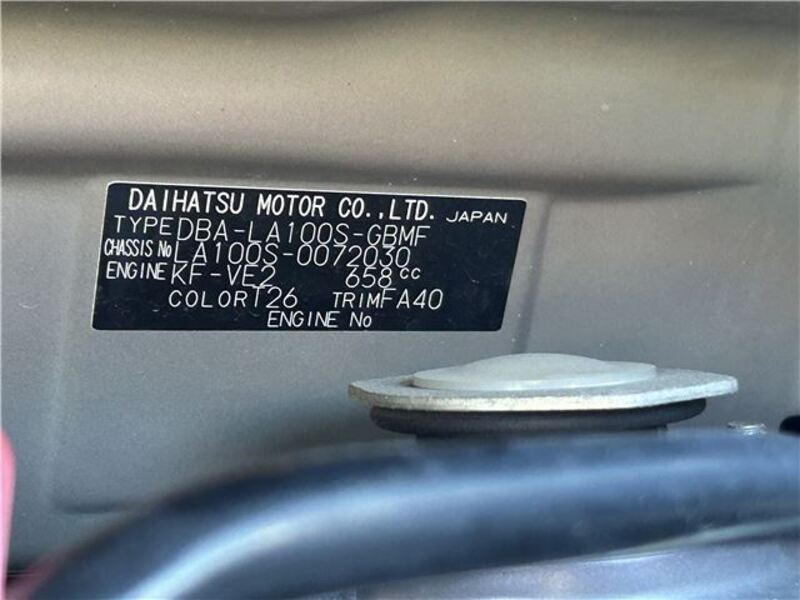 DAIHATSU MOTOR CO.,LTD. JAPAN
TYPE DBA-LA100S-GBMF
CHASSIS No LA100S-0072030
ENGINE KF-VE2 658cc
COLOR T26 TRIM FA40
ENGINE No